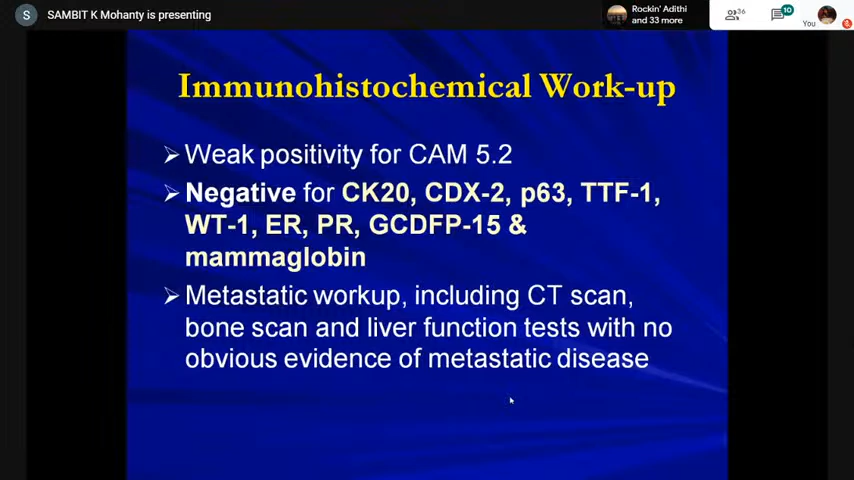 S SAMBIT K Mohanty is presenting
Rockin' Adithi
and 33 more
36
10
You
Immunohistochemical Work-up
➢ Weak positivity for CAM 5.2
➢ Negative for CK20, CDX-2, p63, TTF-1,
WT-1, ER, PR, GCDFP-15 &
mammaglobin
➢ Metastatic workup, including CT scan,
bone scan and liver function tests with no
obvious evidence of metastatic disease